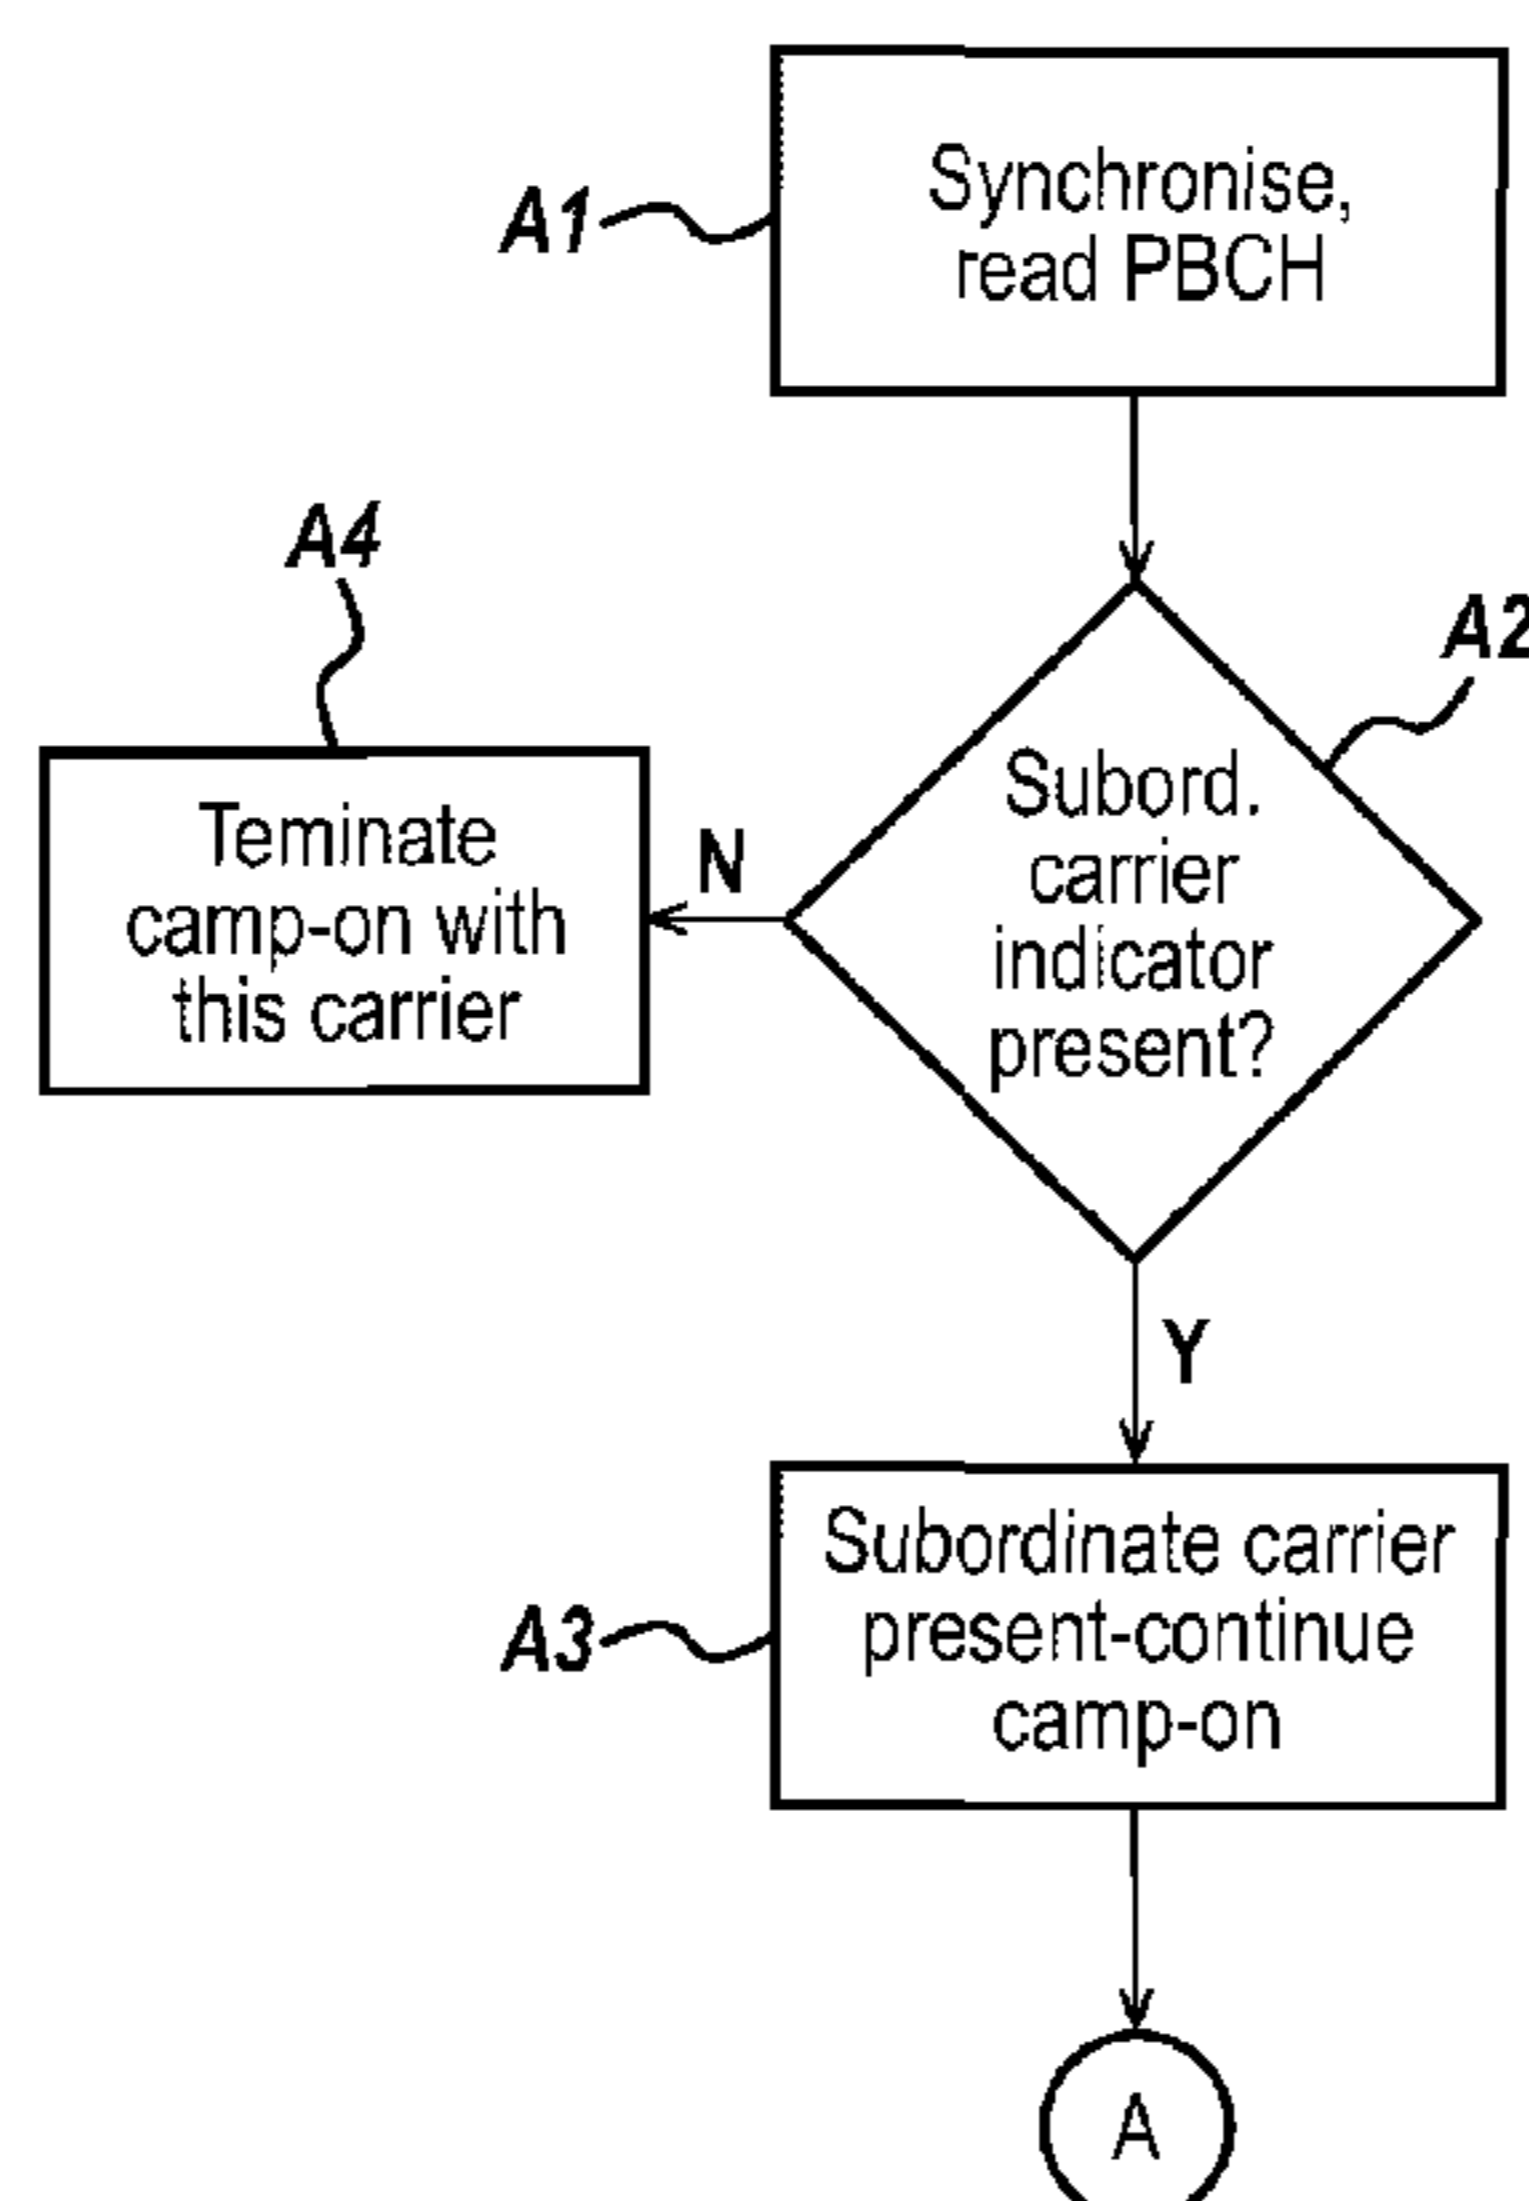 A1
Synchronise,
read PBCH
A4
A2
Teminate
camp-on with
this carrier
N
Subord.
carrier
indicator
present?
Y
A3
Subordinate carrier
present-continue
camp-on
A